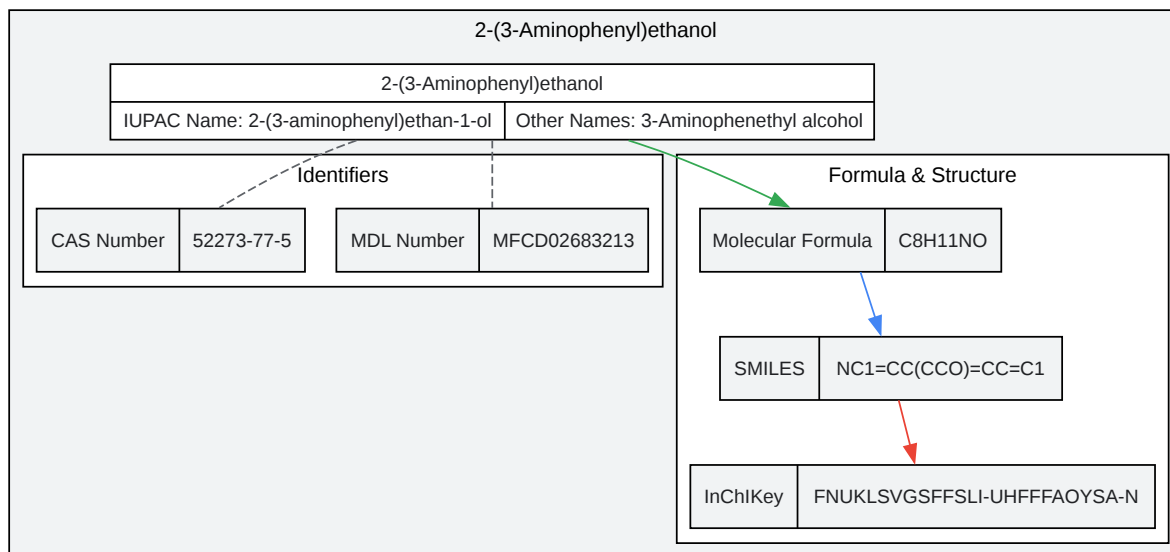 2-(3-Aminophenyl)ethanol
2-(3-Aminophenyl)ethanol
IUPAC Name: 2-(3-aminophenyl)ethan-1-ol
Other Names: 3-Aminophenethyl alcohol
Identifiers
CAS Number
52273-77-5
MDL Number
MFCD02683213
Formula & Structure
Molecular Formula
C8H11NO
SMILES
NC1=CC(CCO)=CC=C1
InChIKey
FNUKLSVGSFFSLI-UHFFFAOYSA-N